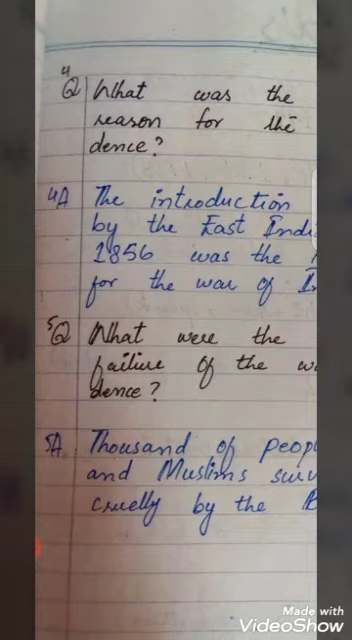 4
Q What was the
reason for the
dence?
4A The introduction
by the East Indi
1856 was the
for the war of I
5Q What were the
failure of the w
dence?
5A. Thousand of peop
and Muslims surv
cruelly by the B
Made with
VideoShow